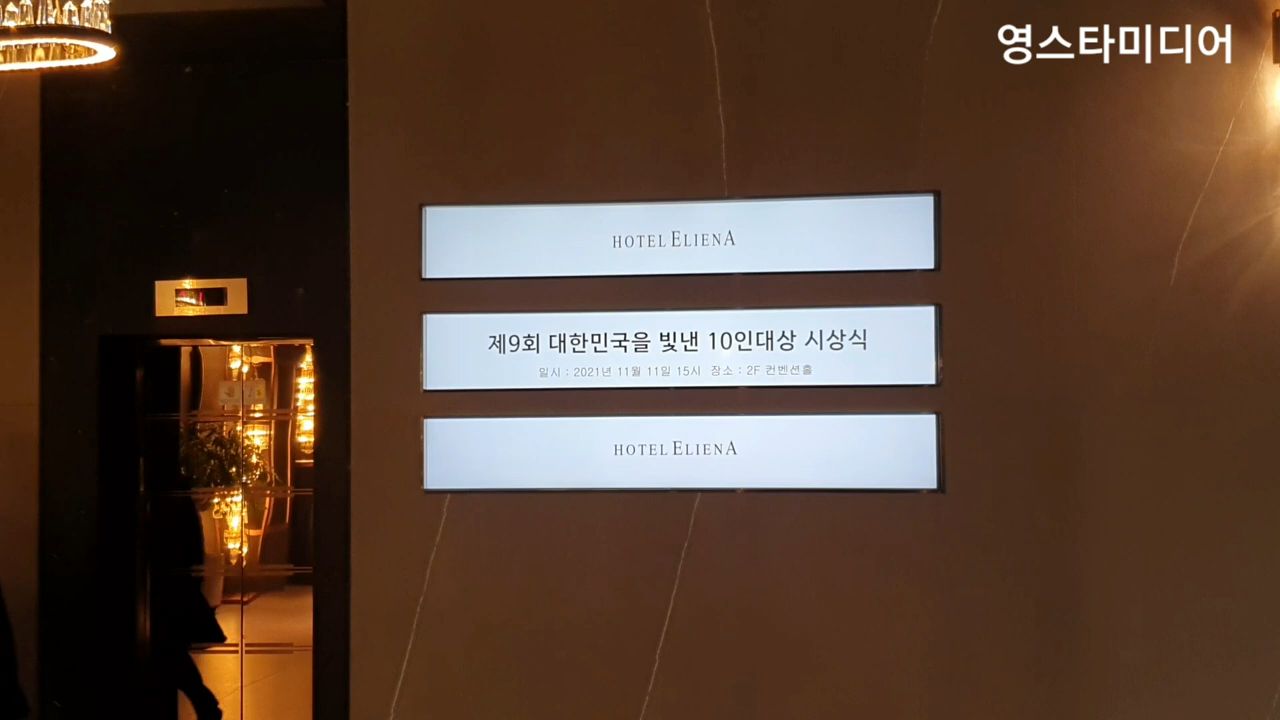 영스타미디어
HOTEL ELIENA
제9회 대한민국을 빛낸 10인대상 시상식
일시 : 2021년 11월 11일 15시 장소 : 2F 컨벤션홀
HOTEL ELIENA